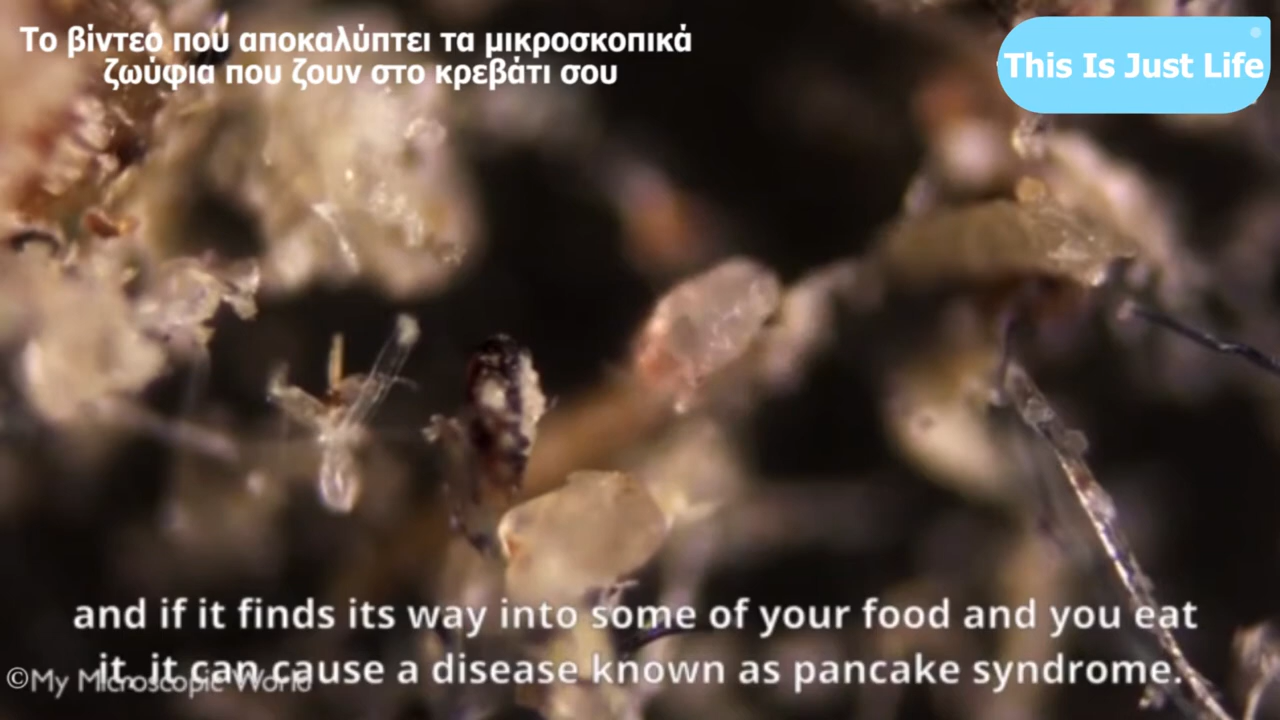 Το βίντεο που αποκαλύπτει τα μικροσκοπικά
ζωύφια που ζουν στο κρεβάτι σου
This Is Just Life
and if it finds its way into some of your food and you eat
it, it can cause a disease known as pancake syndrome.
©My Microscopic World